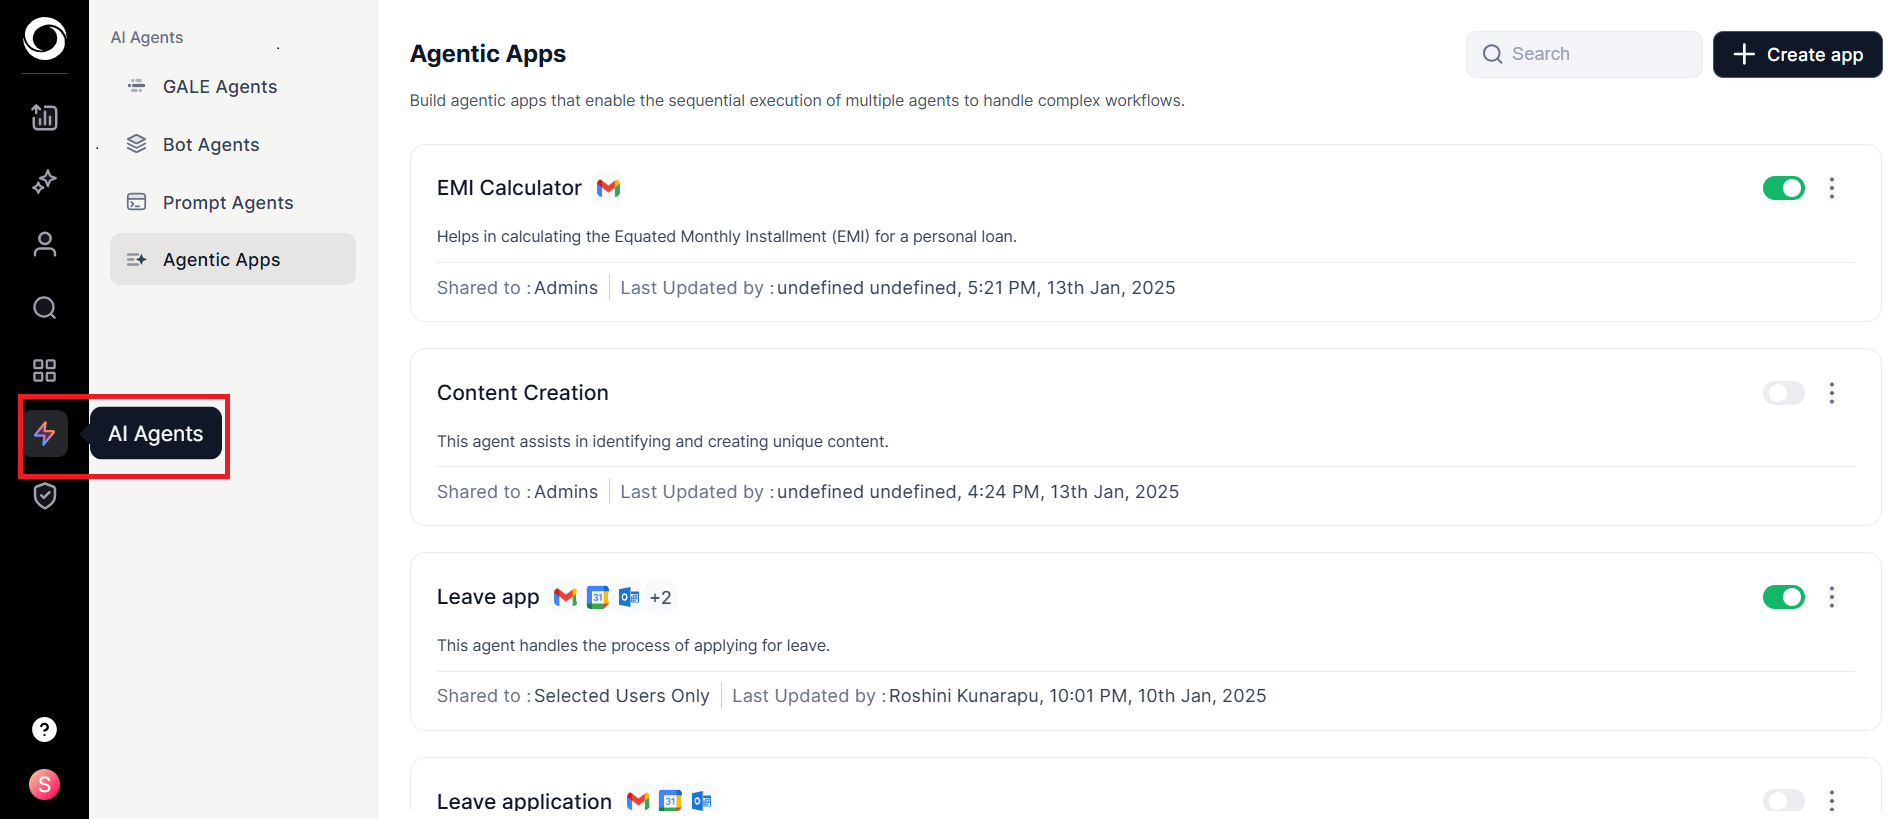 AI Agents
GALE Agents
Bot Agents
Prompt Agents
Agentic Apps
AI Agents
?
S
Agentic Apps
Search
Create app
Build agentic apps that enable the sequential execution of multiple agents to handle complex workflows.
EMI Calculator
Helps in calculating the Equated Monthly Installment (EMI) for a personal loan.
Shared to : Admins Last Updated by : undefined undefined, 5:21 PM, 13th Jan, 2025
Content Creation
This agent assists in identifying and creating unique content.
Shared to : Admins Last Updated by : undefined undefined, 4:24 PM, 13th Jan, 2025
Leave app 31 +2
This agent handles the process of applying for leave.
Shared to : Selected Users Only Last Updated by : Roshini Kunarapu, 10:01 PM, 10th Jan, 2025
Leave application 31